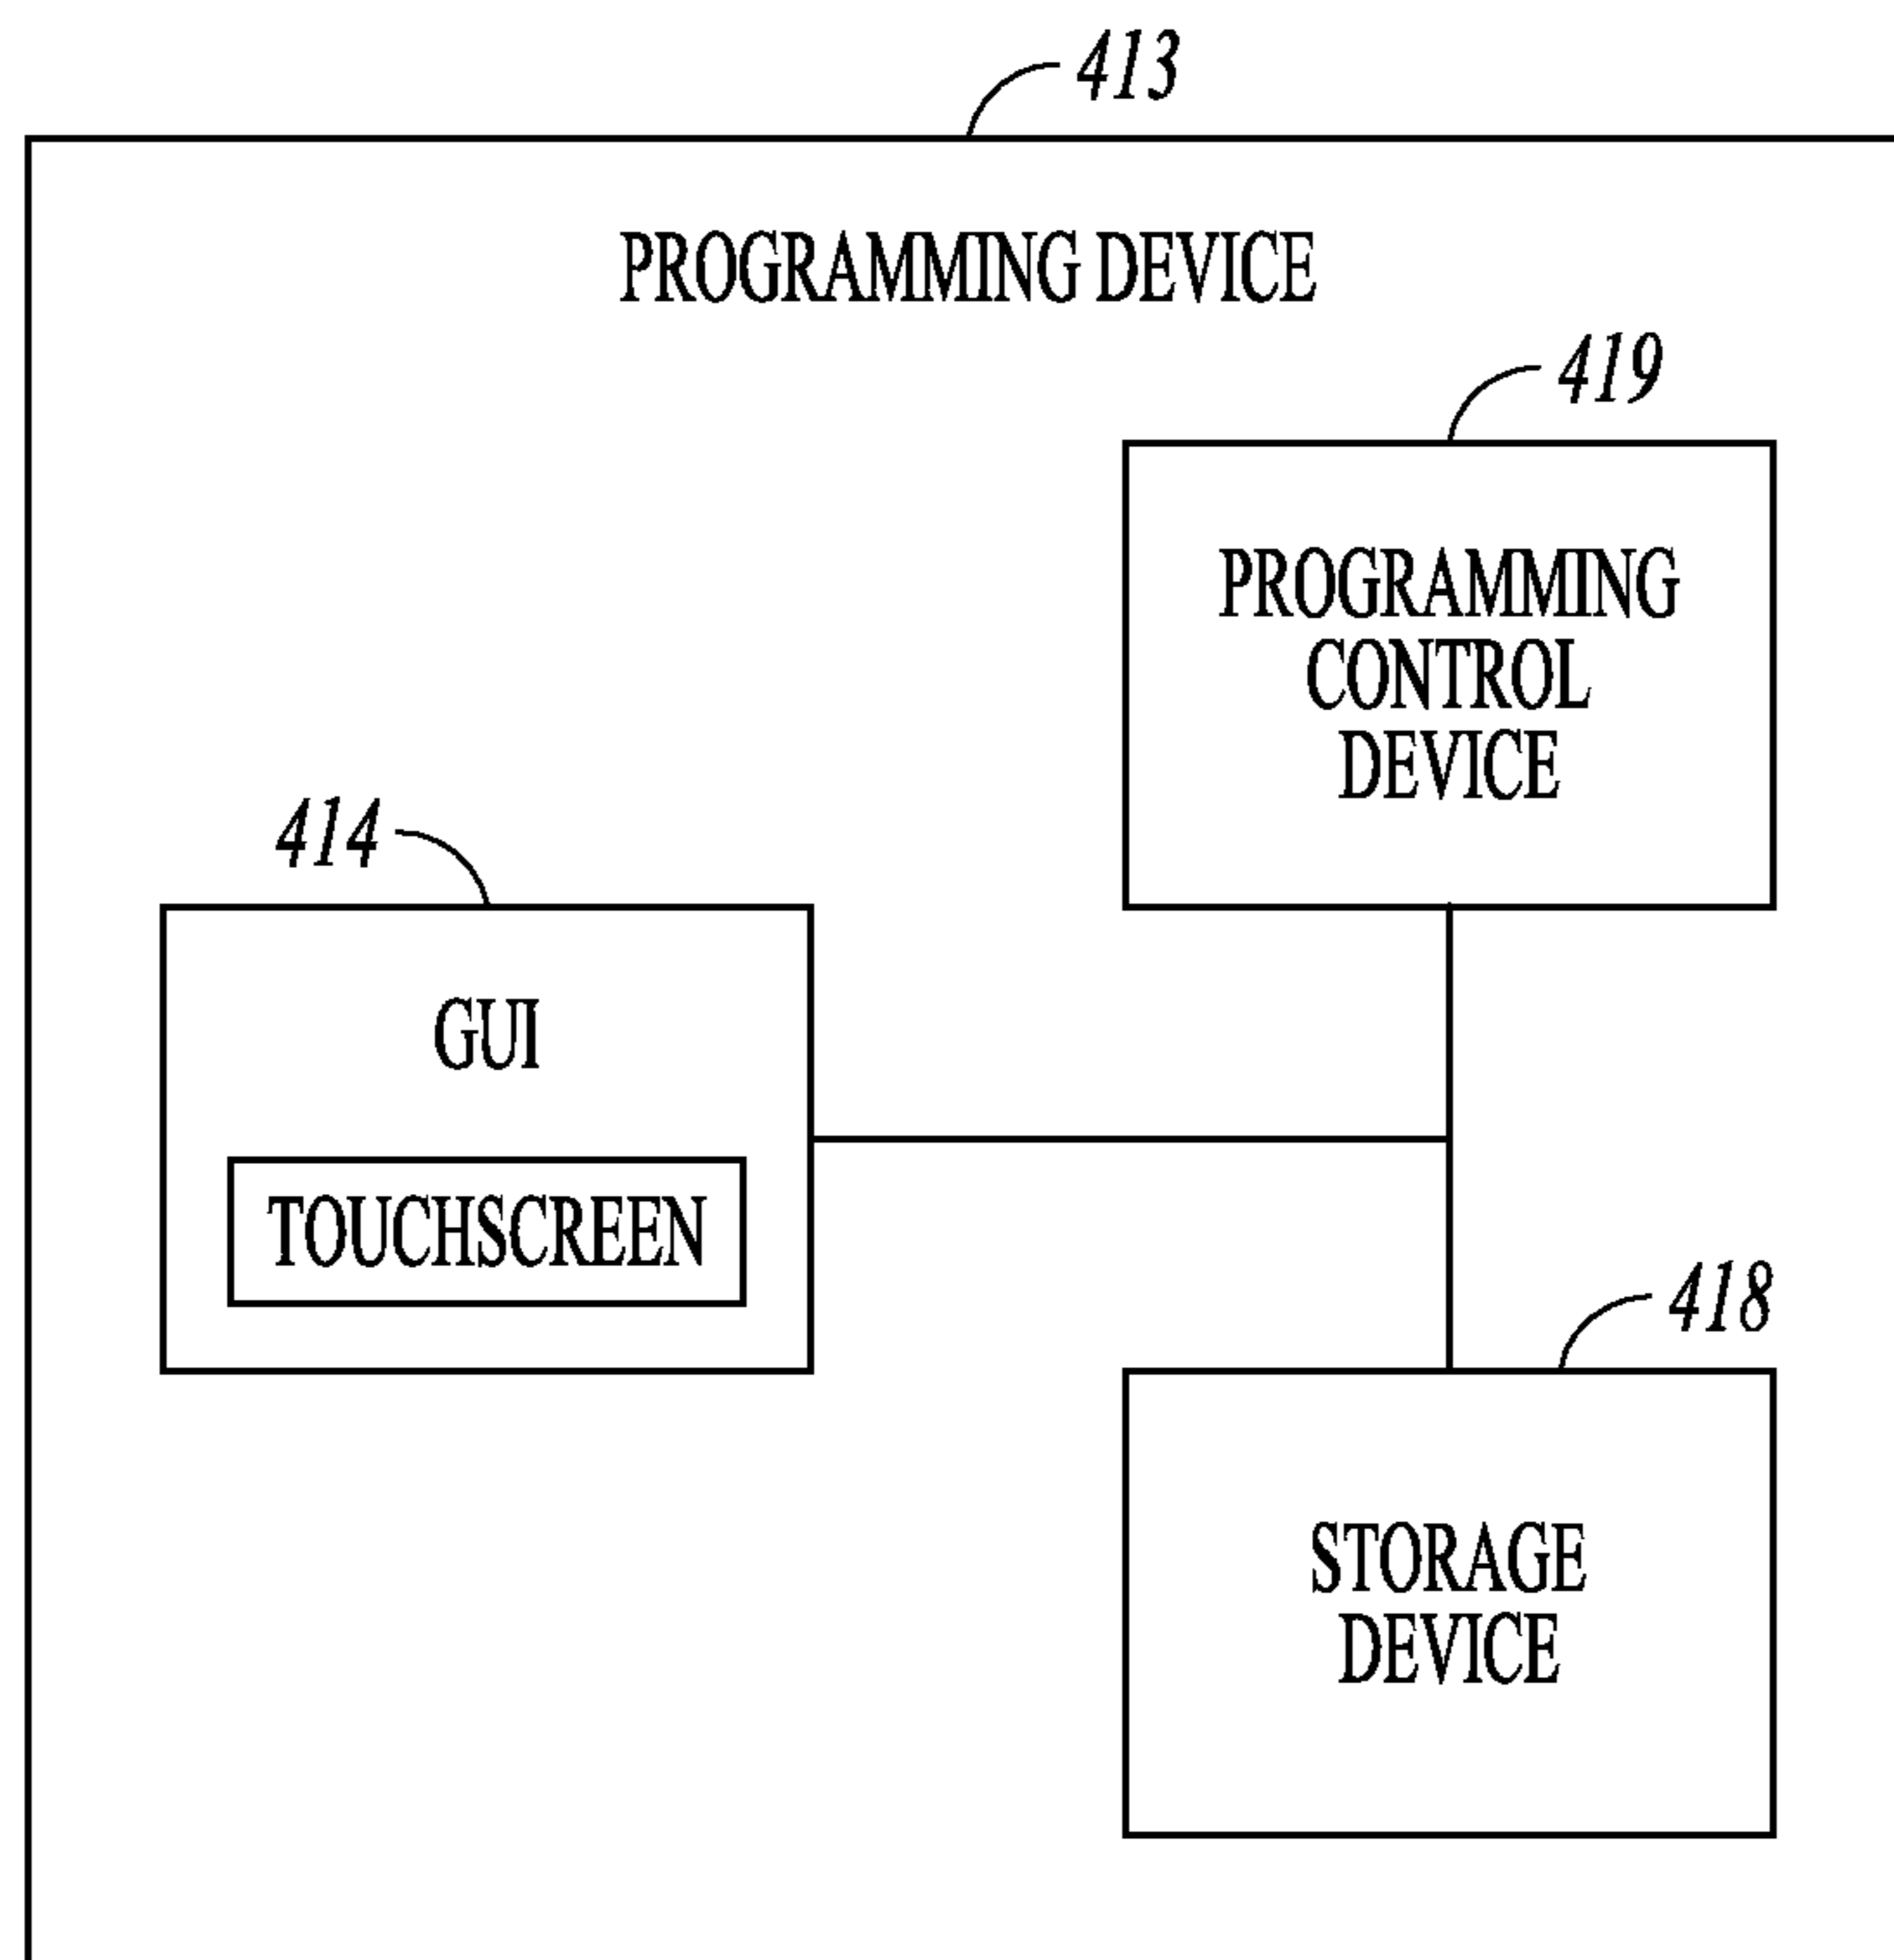 413
PROGRAMMING DEVICE
419
PROGRAMMING
CONTROL
DEVICE
414
GUI
TOUCHSCREEN
418
STORAGE
DEVICE